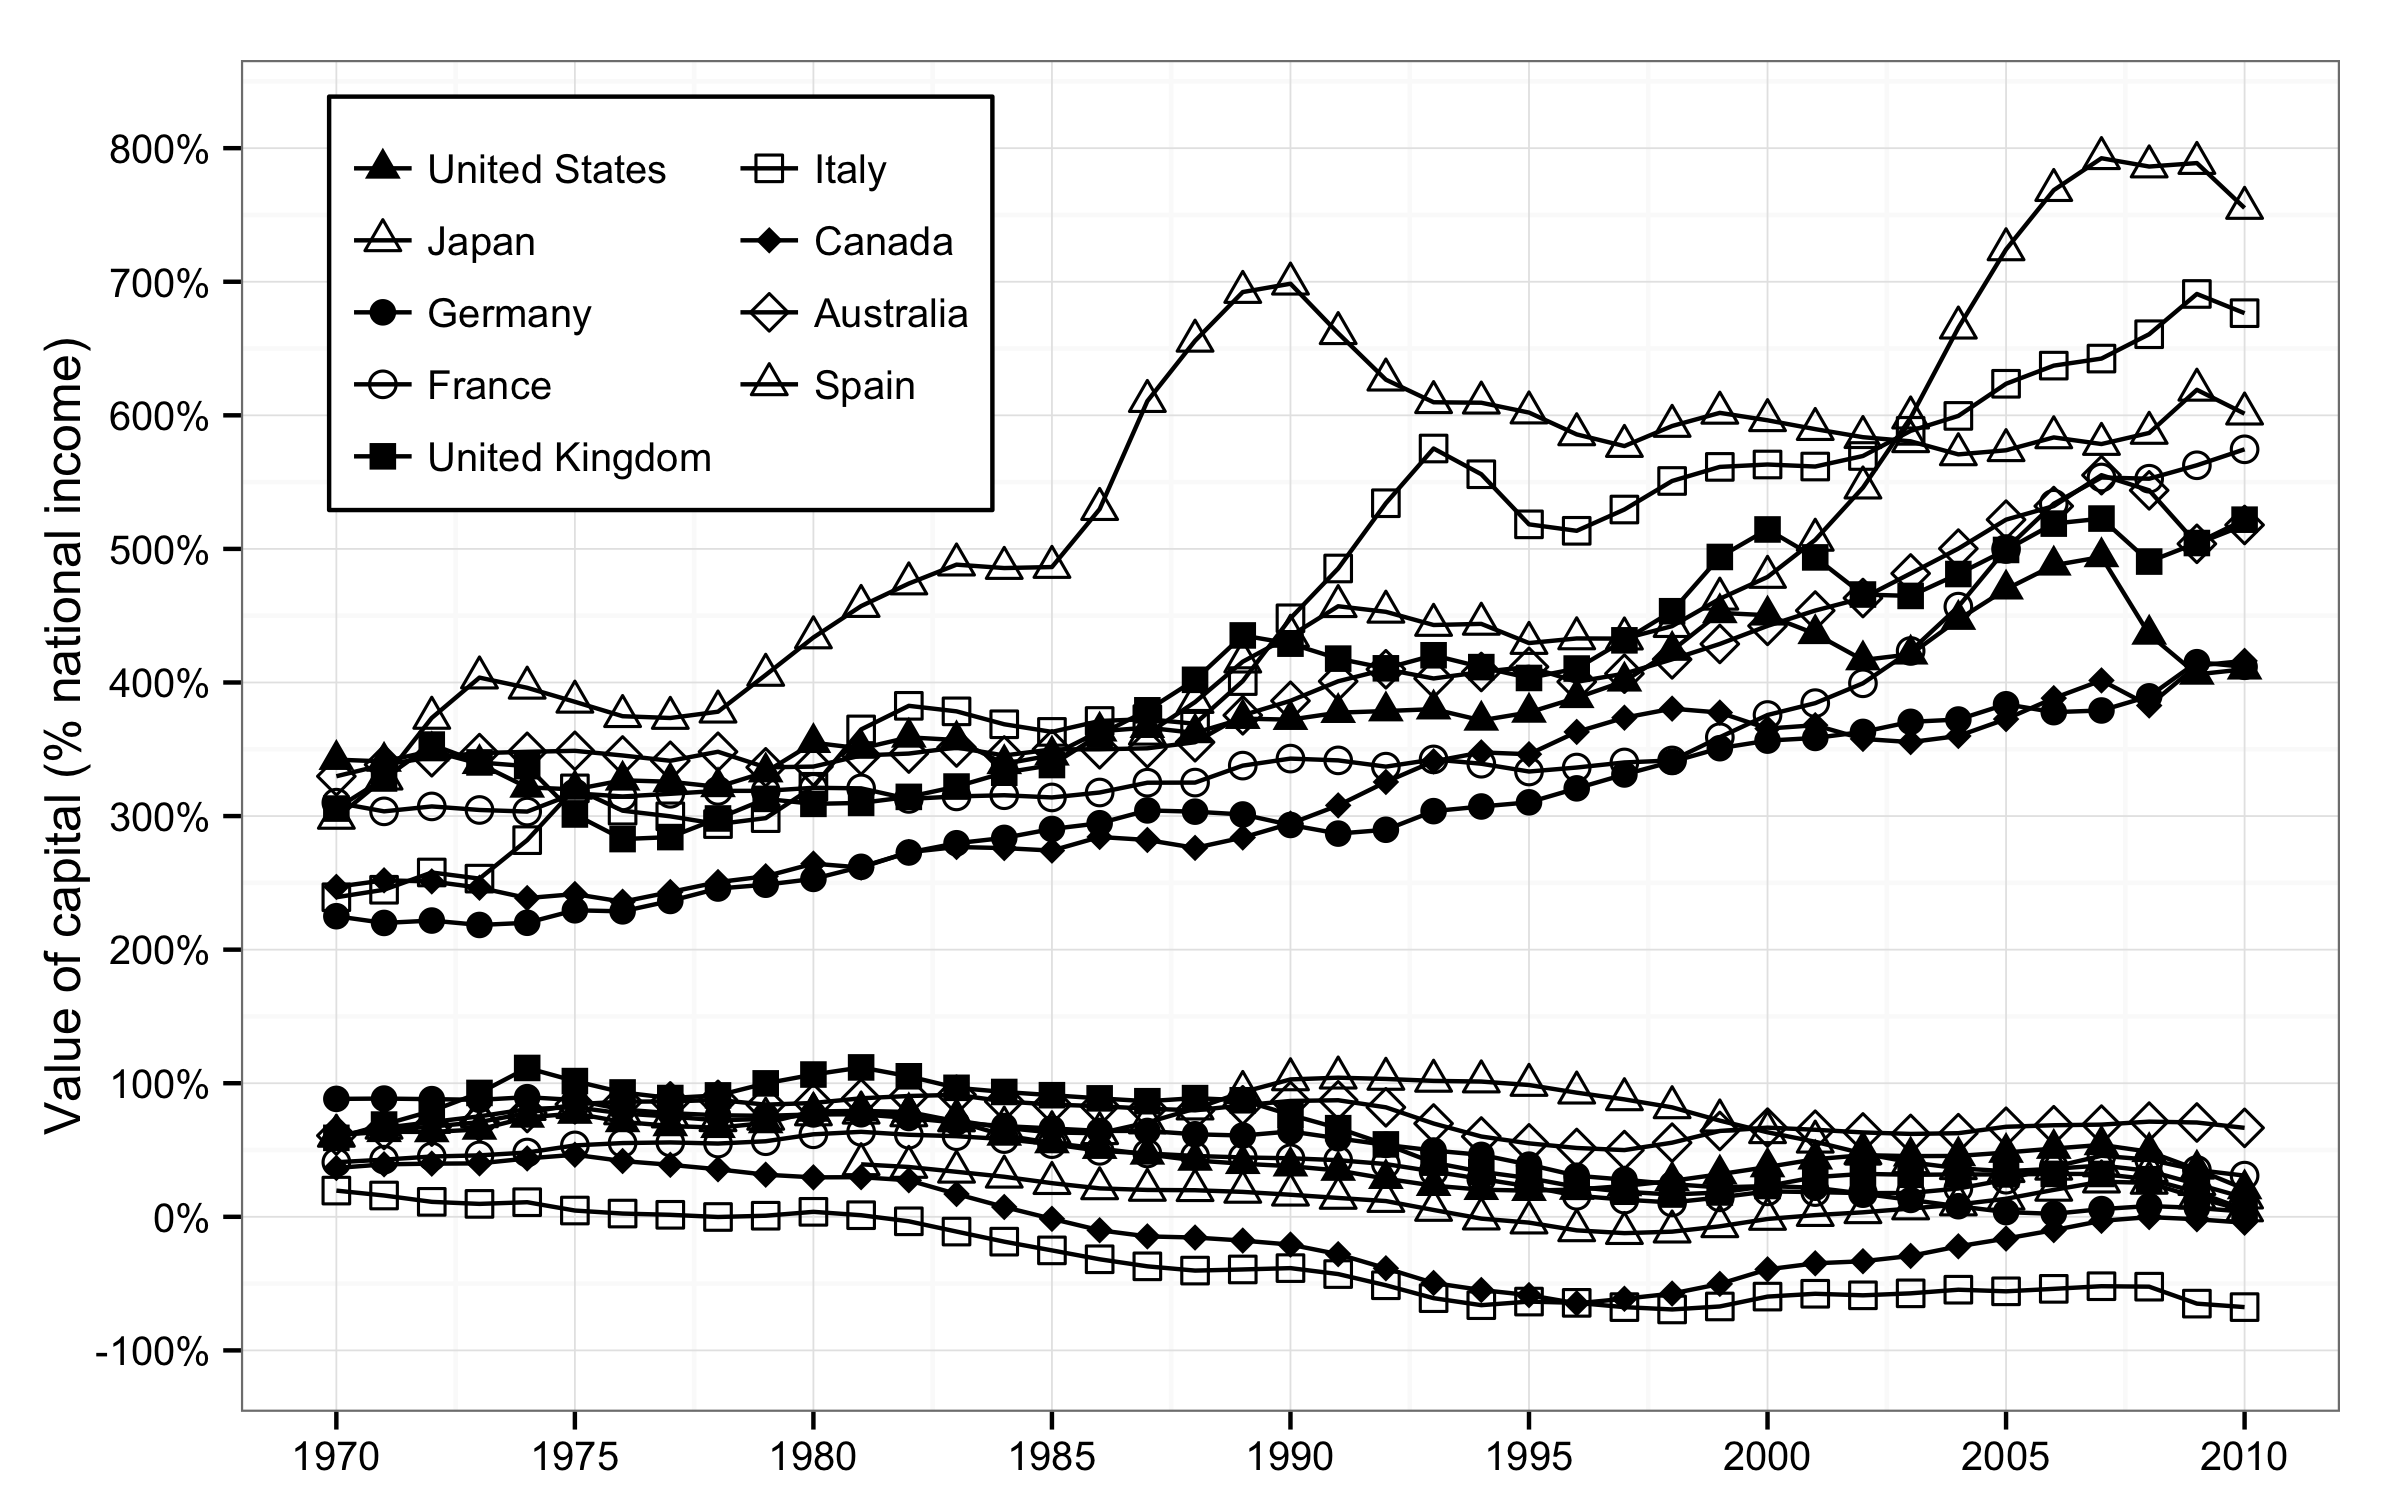 Value of capital (% national income)
800%
700%
600%
500%
400%
300%
200%
100%
0%
-100%
United States
Japan
Germany
France
United Kingdom
Italy
Canada
Australia
Spain
1970 1975 1980 1985 1990 1995 2000 2005 2010